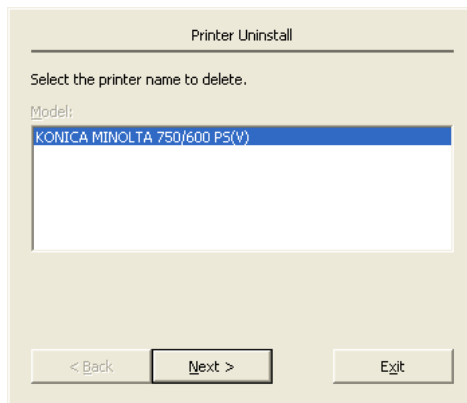 Printer Uninstall
Select the printer name to delete.
Model:
KONICA MINOLTA 750/600 PS(V)
< Back Next > Exit